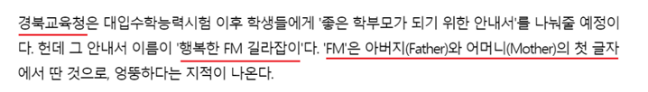 경북교육청은 대입수학능력시험 이후 학생들에게 '좋은 학부모가 되기 위한 안내서'를 나눠줄 예정이
다. 헌데 그 안내서 이름이 '행복한 FM 길라잡이'다. 'FM'은 아버지(Father)와 어머니(Mother)의 첫 글자
에서 딴 것으로, 엉뚱하다는 지적이 나온다.